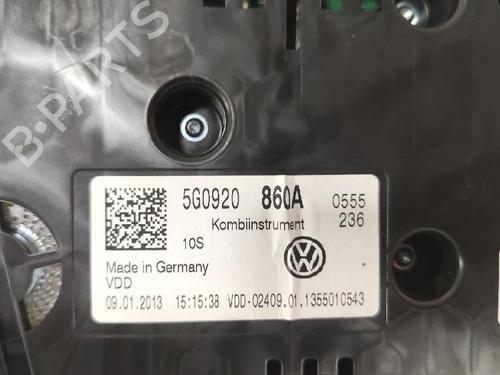 B-PARTS
5G0920 860A 0555
Kombiinstrument 236
10S
Made in Germany
VDD
09.01.2013 15:15:38 VDD-02409.01.1355010543